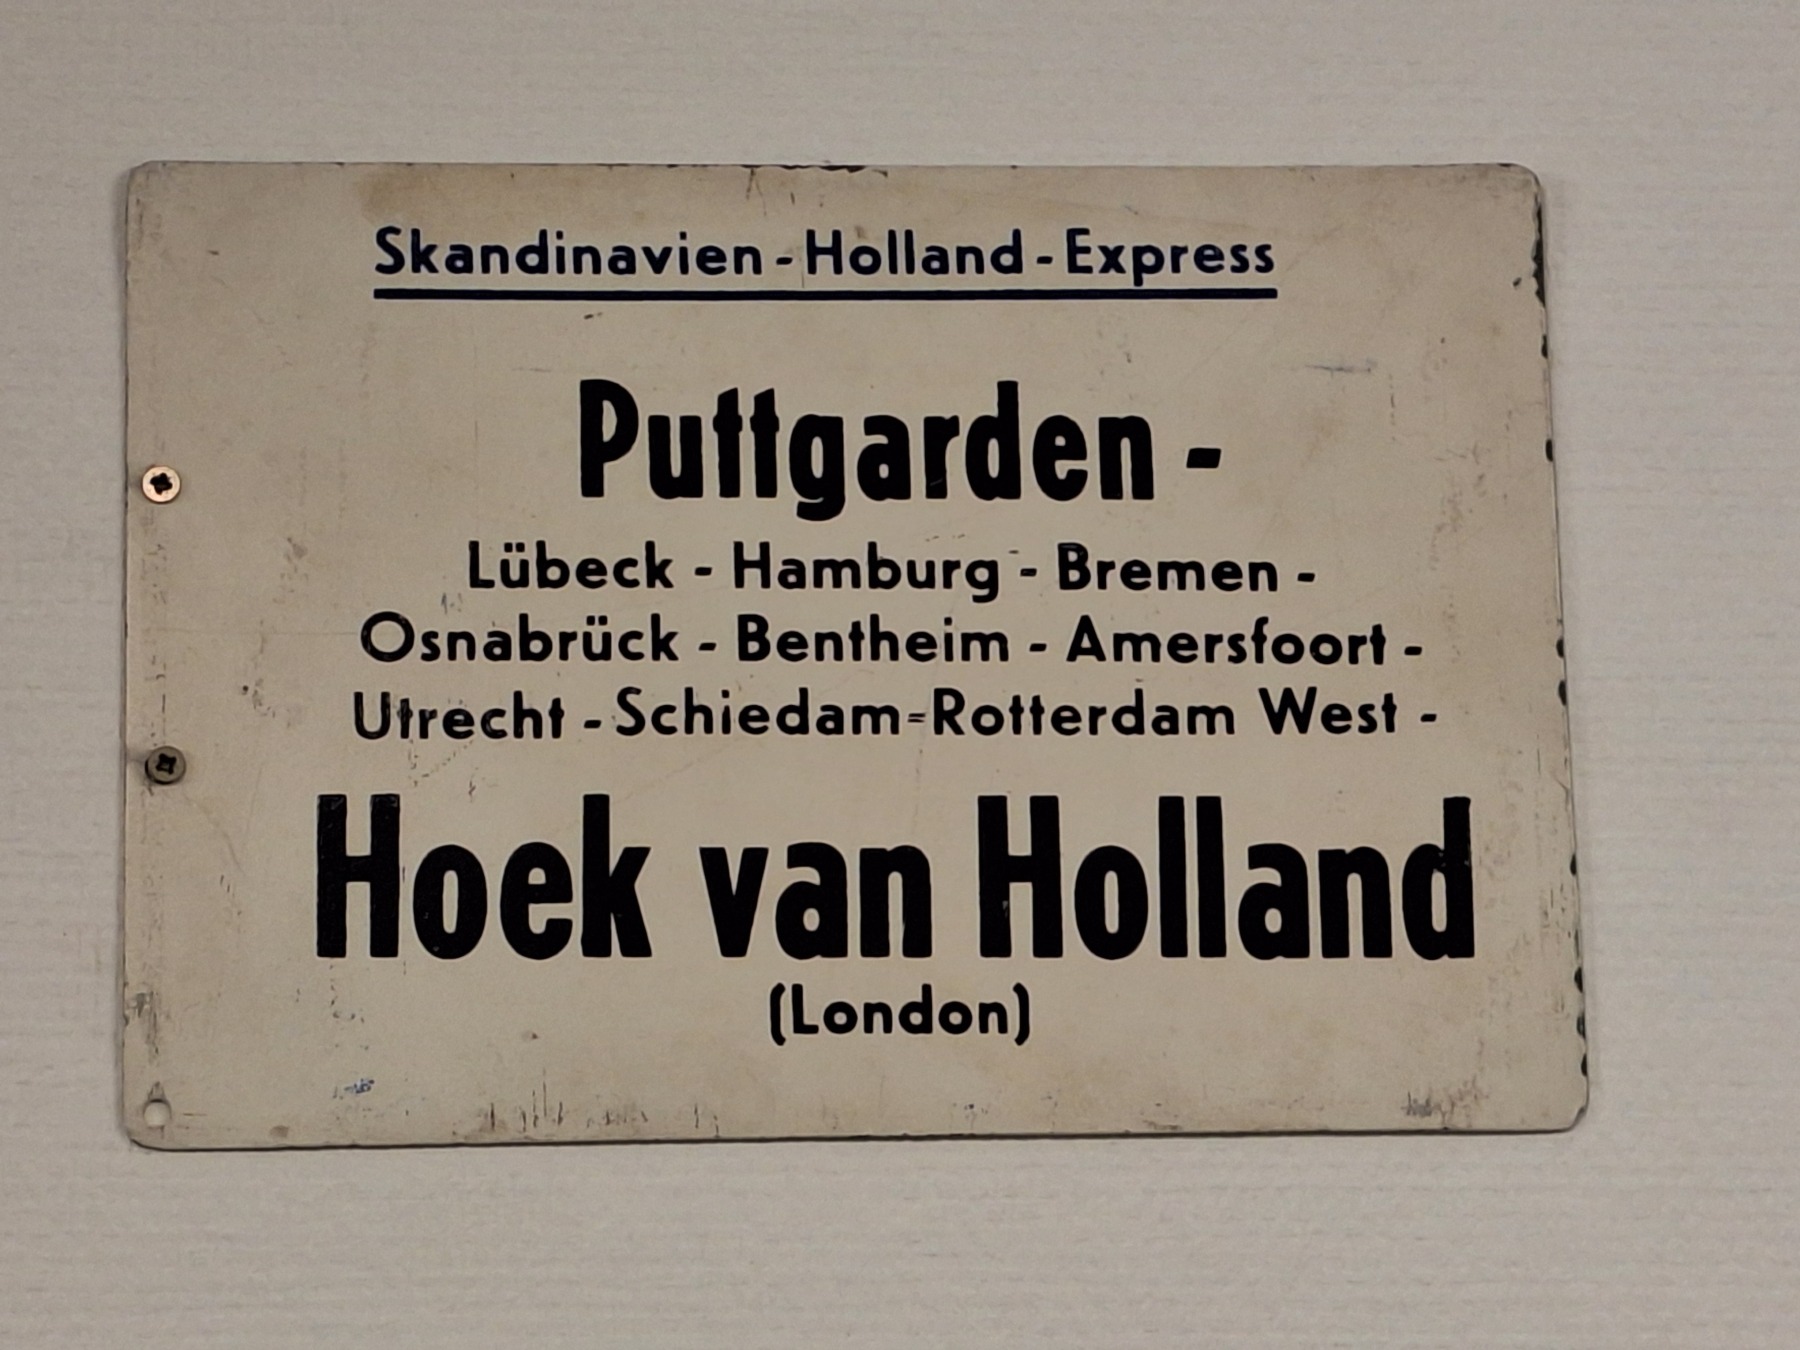 Skandinavien - Holland - Express
Puttgarden -
Lübeck - Hamburg - Bremen -
Osnabrück - Bentheim - Amersfoort -
Utrecht - Schiedam=Rotterdam West -
Hoek van Holland
(London)